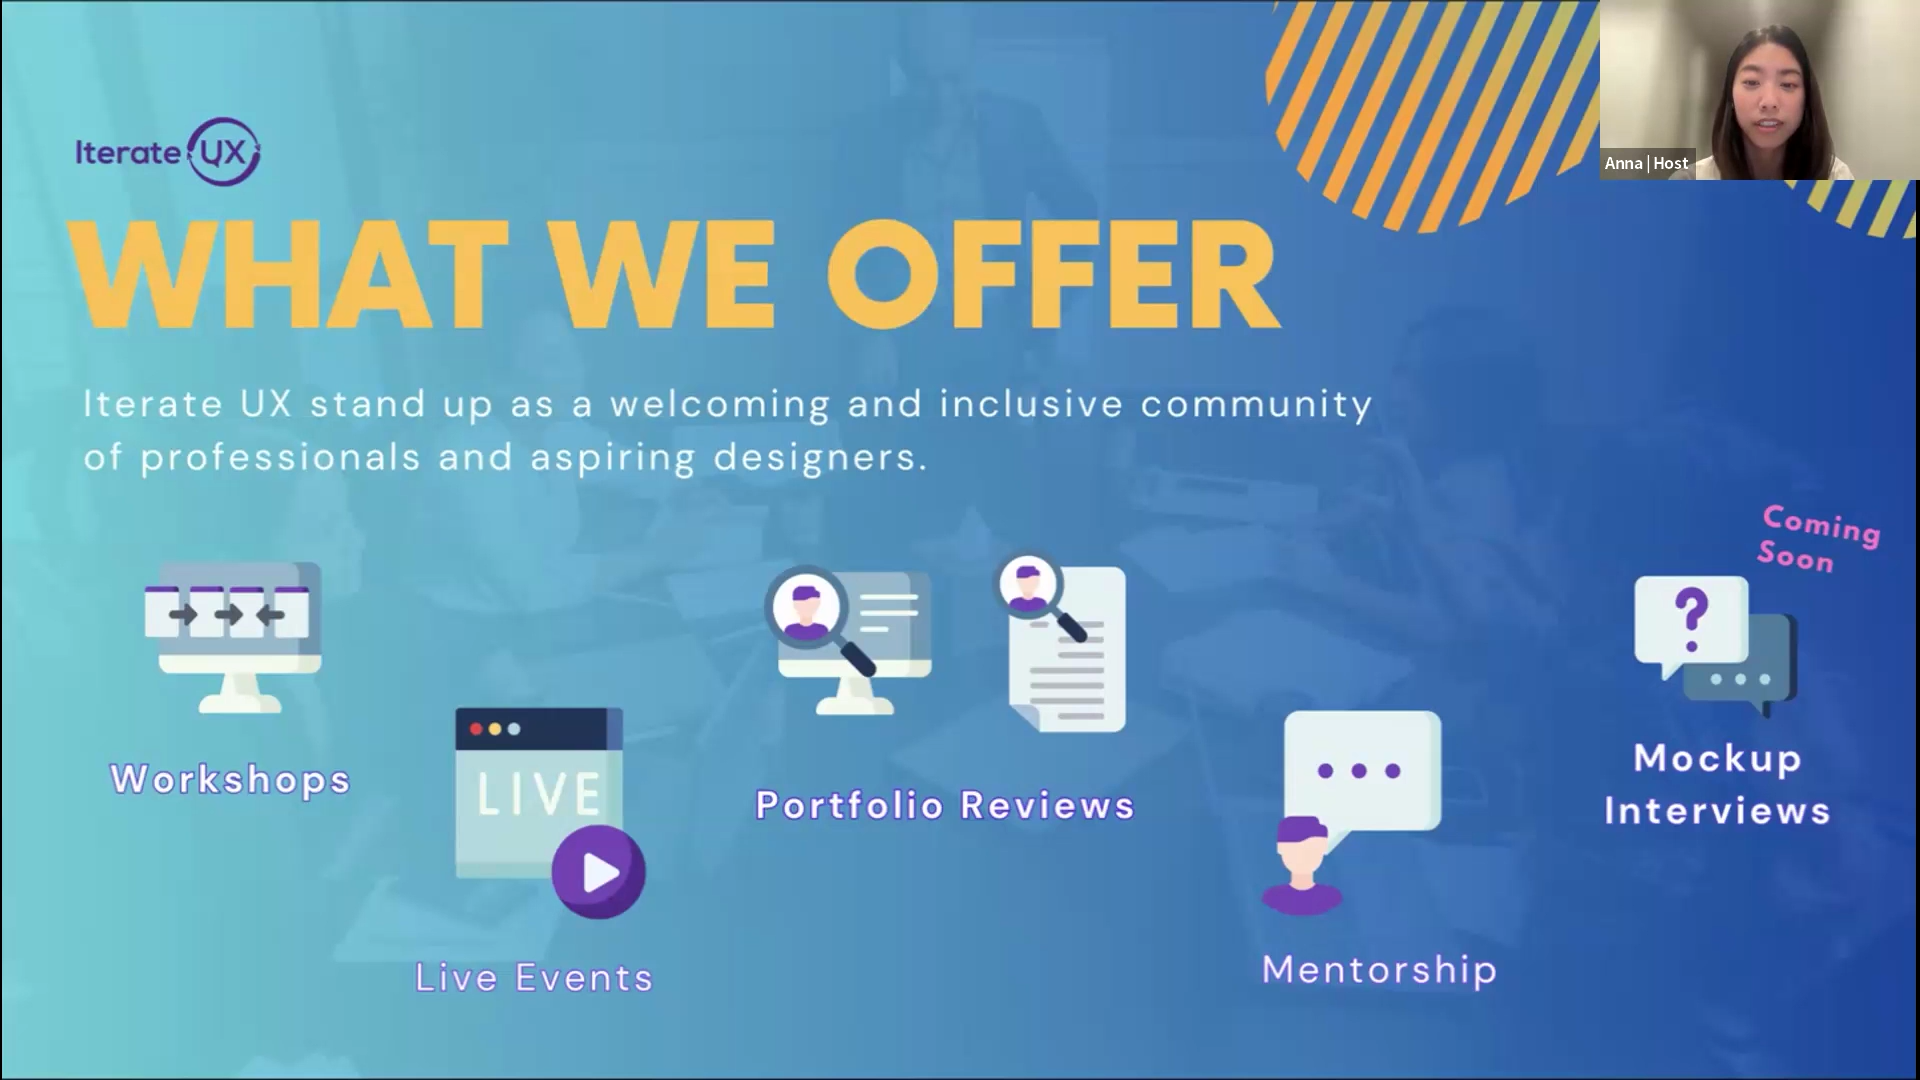 Anna | Host
Iterate UX
WHAT WE OFFER
Iterate UX stand up as a welcoming and inclusive community
of professionals and aspiring designers.
Coming
Soon
Workshops
LIVE
Live Events
Portfolio Reviews
Mentorship
?
Mockup
Interviews